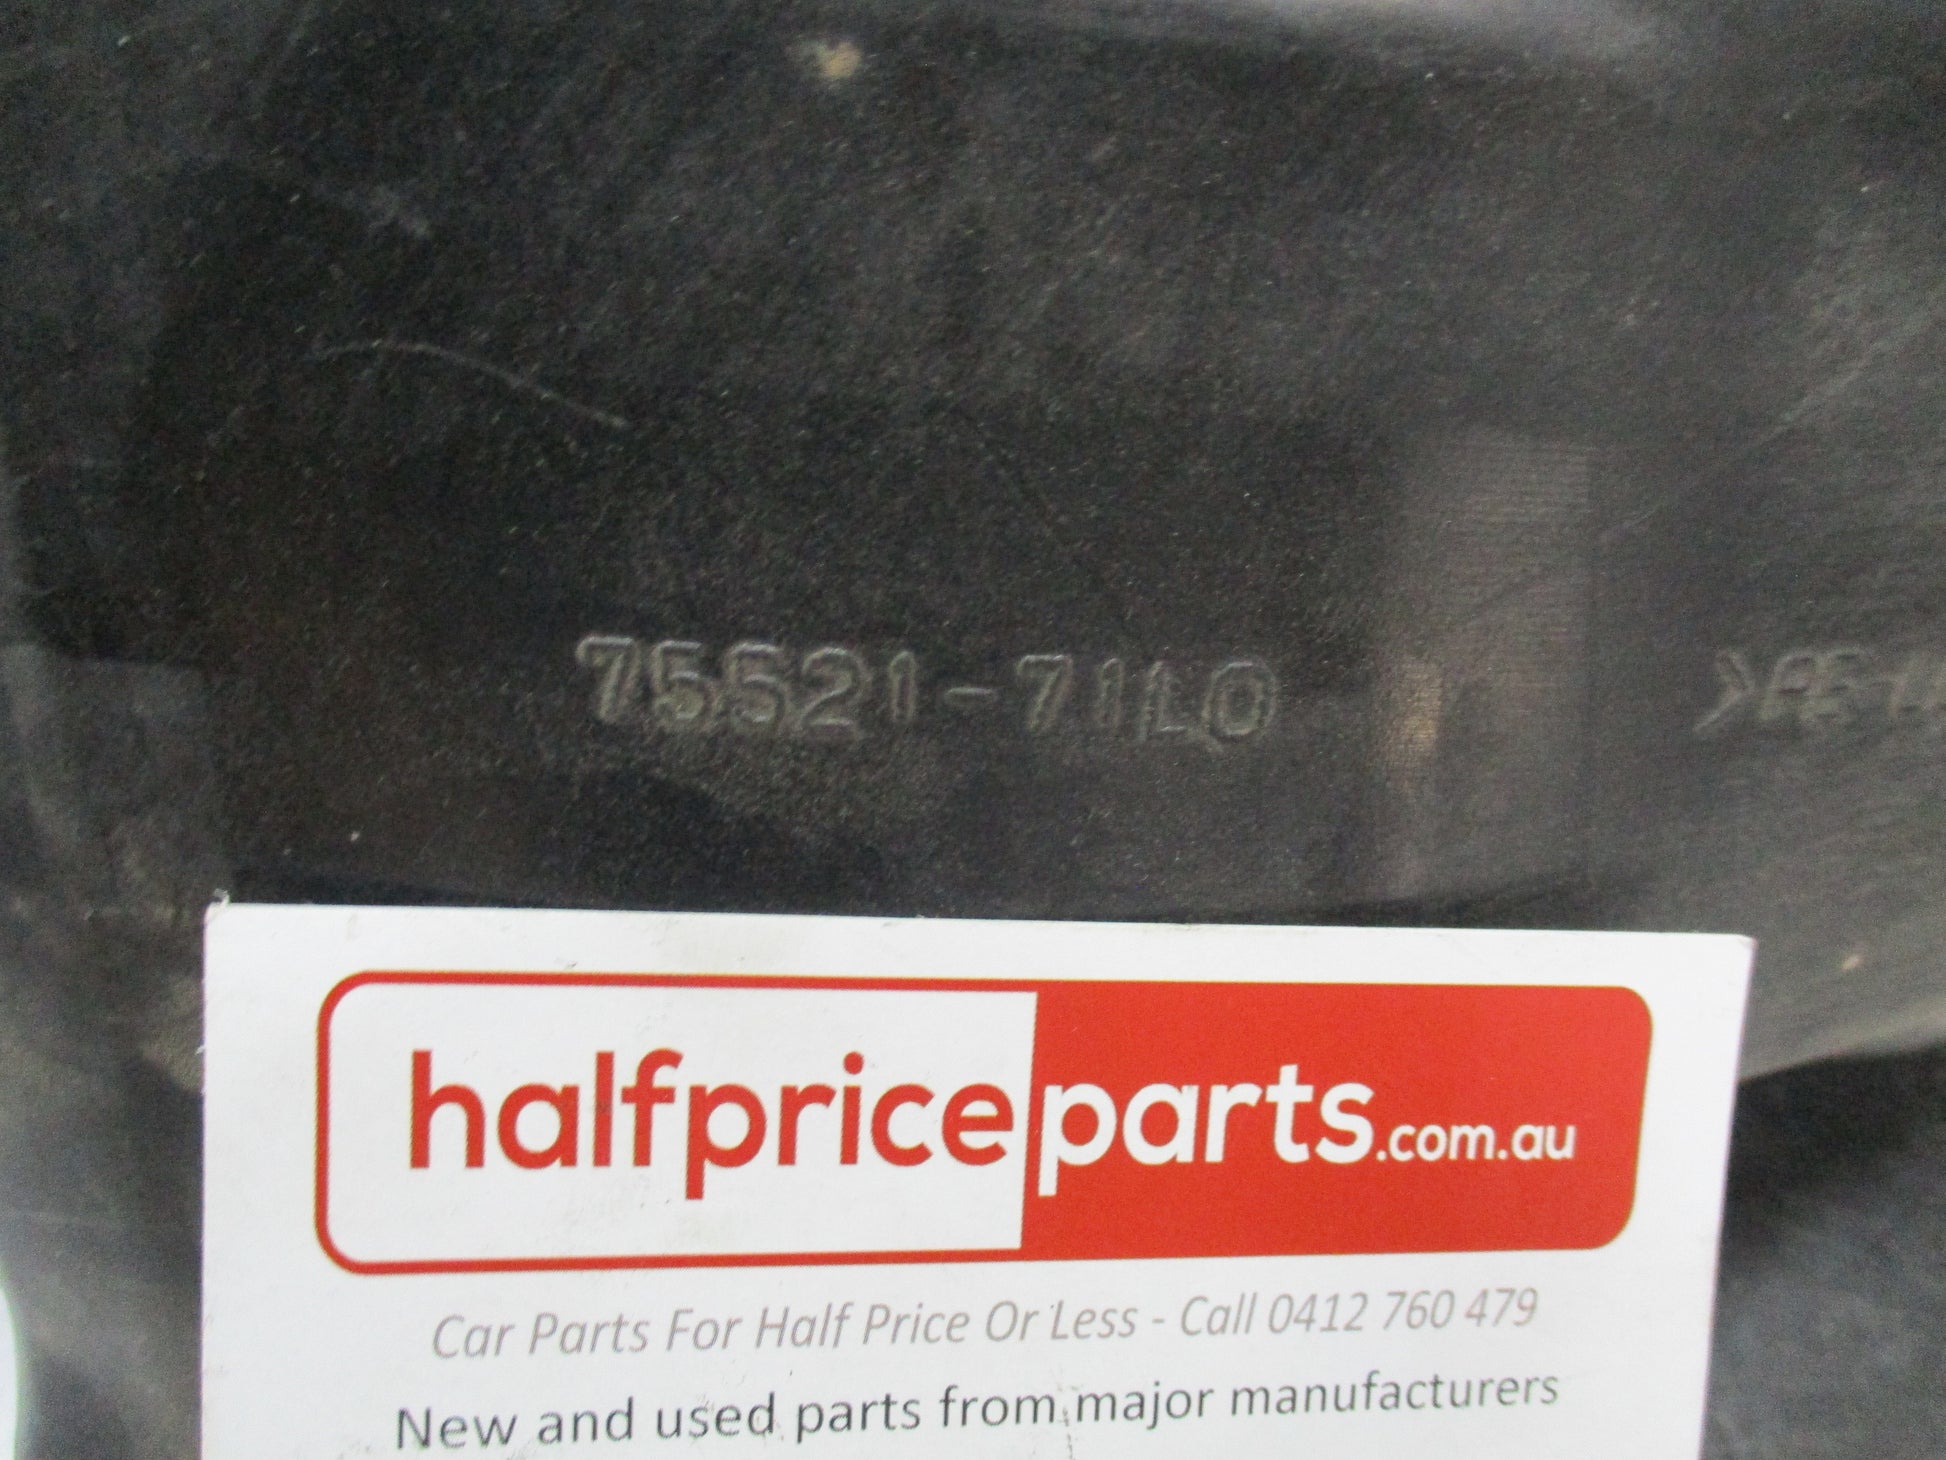 75521-71L0
halfpriceparts.com.au
Car Parts For Half Price Or Less - Call 0412 760 479
New and used parts from major manufacturers